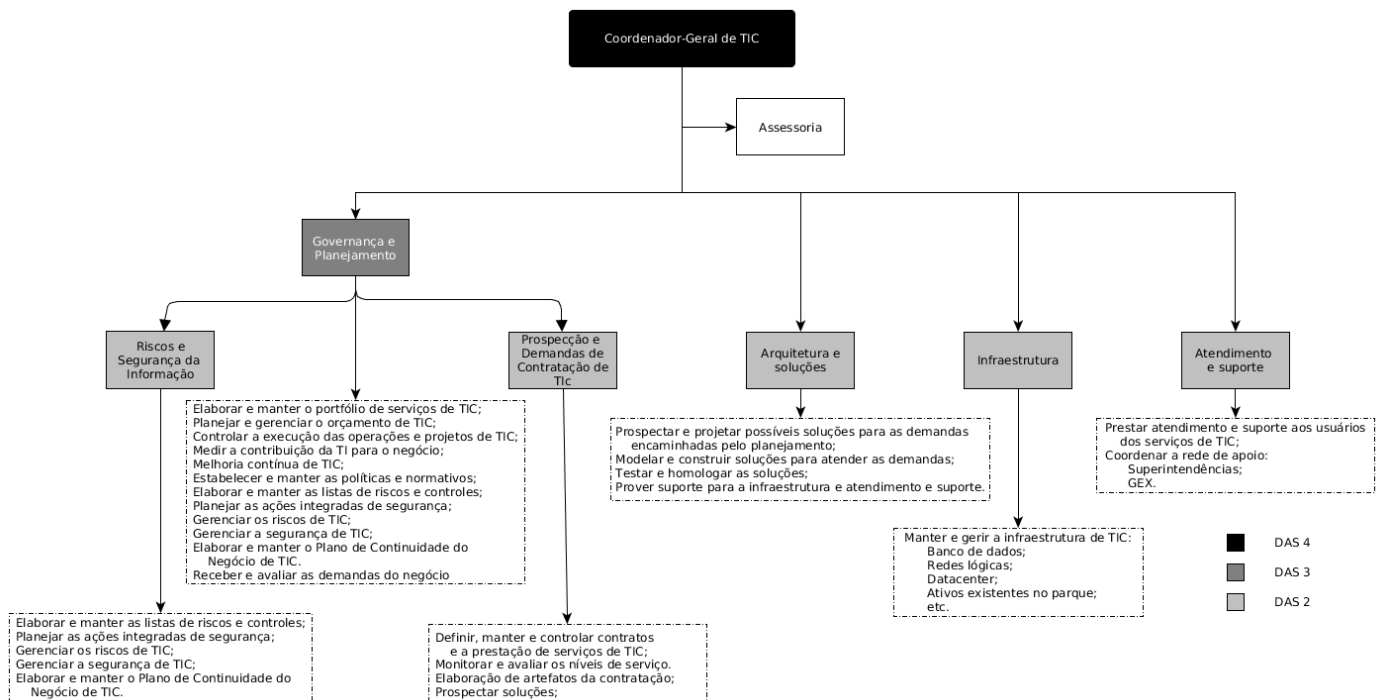 Coordenador-Geral de TIC
Assessoria
Governança e
Planejamento
Riscos e
Segurança da
Informação
Prospecção e
Demandas de
Contratação de
TIc
Arquitetura e
soluções
Infraestrutura
Atendimento
e suporte
Elaborar e manter o portfólio de serviços de TIC;
Planejar e gerenciar o orçamento de TIC;
Controlar a execução das operações e projetos de TIC;
Medir a contribuição da TI para o negócio;
Melhoria contínua de TIC;
Estabelecer e manter as políticas e normativos;
Elaborar e manter as listas de riscos e controles;
Planejar as ações integradas de segurança;
Gerenciar os riscos de TIC;
Gerenciar a segurança de TIC;
Elaborar e manter o Plano de Continuidade do
Negócio de TIC.
Receber e avaliar as demandas do negócio
Prospectar e projetar possíveis soluções para as demandas
encaminhadas pelo planejamento;
Modelar e construir soluções para atender as demandas;
Testar e homologar as soluções;
Prover suporte para a infraestrutura e atendimento e suporte.
Prestar atendimento e suporte aos usuários
dos serviços de TIC;
Coordenar a rede de apoio:
Superintendências;
GEX.
Manter e gerir a infraestrutura de TIC:
Banco de dados;
Redes lógicas;
Datacenter;
Ativos existentes no parque;
etc.
DAS 4
DAS 3
DAS 2
Elaborar e manter as listas de riscos e controles;
Planejar as ações integradas de segurança;
Gerenciar os riscos de TIC;
Gerenciar a segurança de TIC;
Elaborar e manter o Plano de Continuidade do
Negócio de TIC.
Definir, manter e controlar contratos
e a prestação de serviços de TIC;
Monitorar e avaliar os níveis de serviço.
Elaboração de artefatos da contratação;
Prospectar soluções;